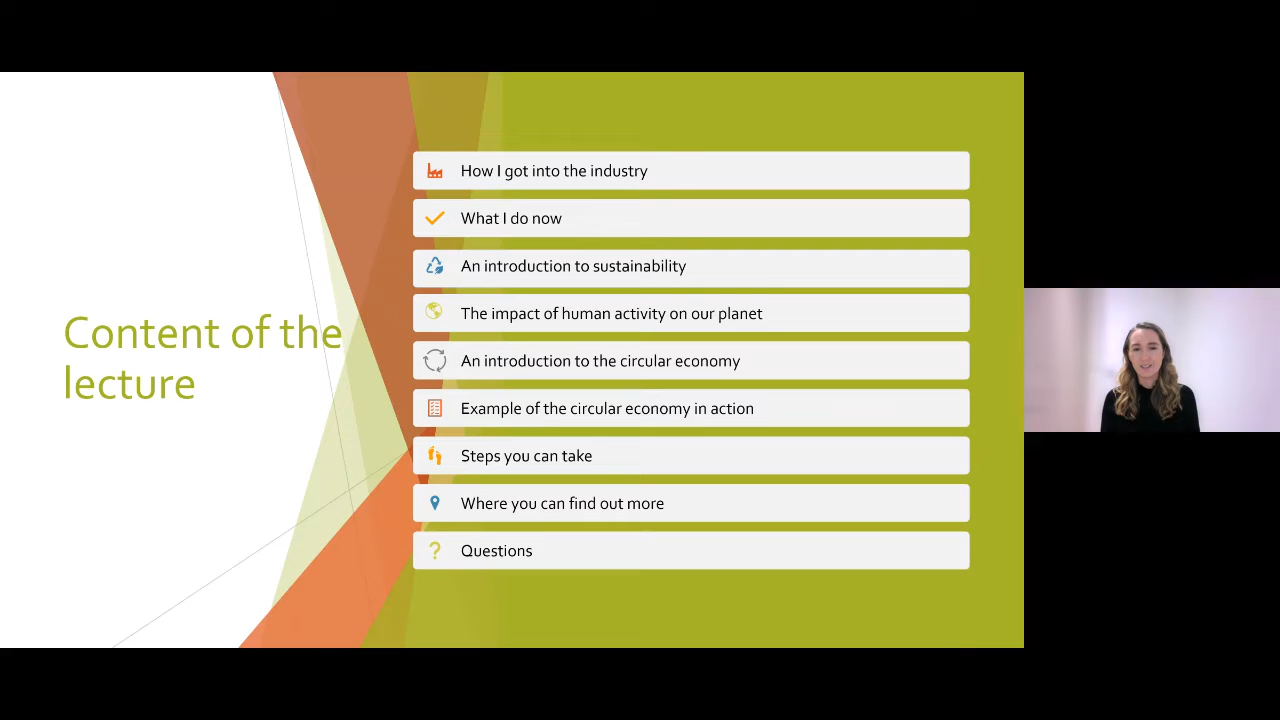 Content of the
lecture
How I got into the industry
What I do now
An introduction to sustainability
The impact of human activity on our planet
An introduction to the circular economy
Example of the circular economy in action
Steps you can take
Where you can find out more
Questions